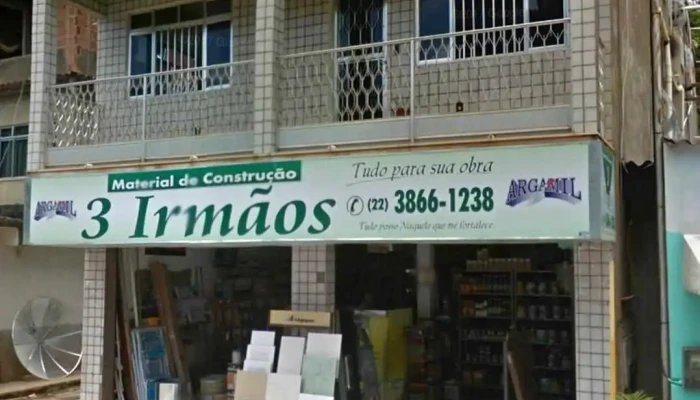 Material de Construção
3 Irmãos
Tudo para sua obra
(22) 3866-1238
Tudo posso Naquele que me fortalece.
ARGAMIL
ARGAMIL